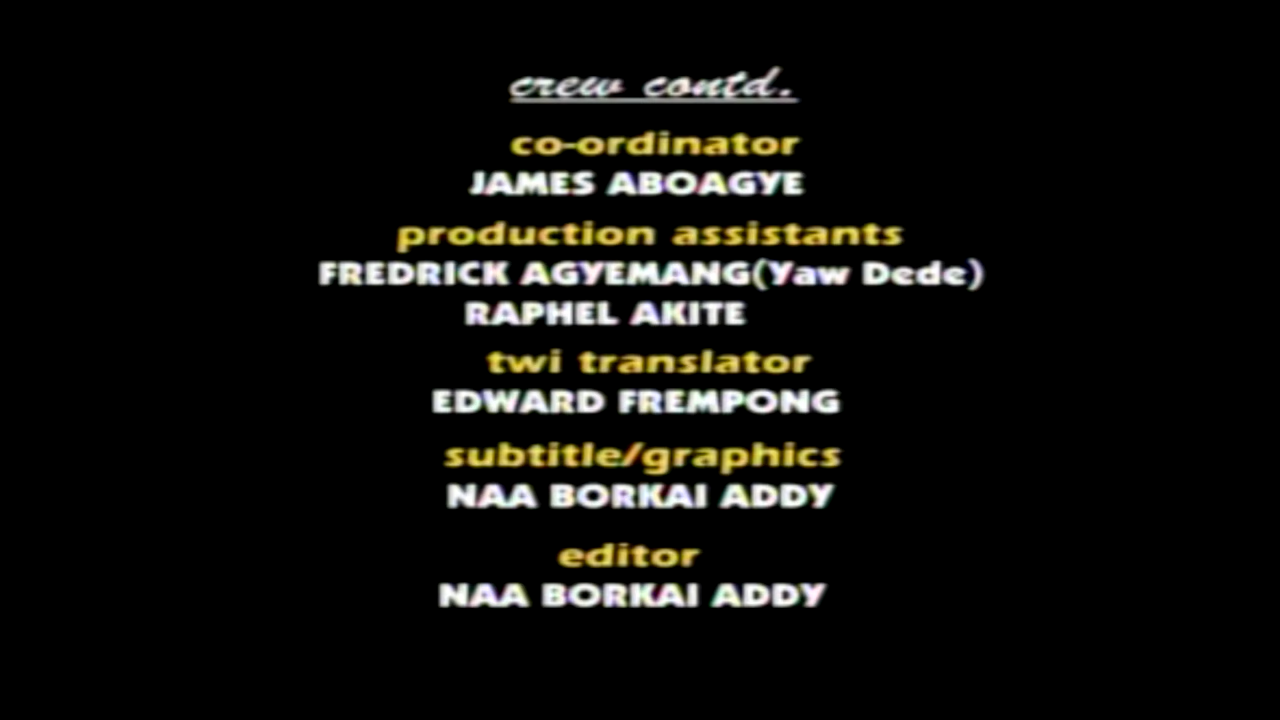 crew contd.
co-ordinator
JAMES ABOAGYE
production assistants
FREDRICK AGYEMANG(Yaw Dede)
RAPHEL AKITE
twi translator
EDWARD FREMPONG
subtitle/graphics
NAA BORKAI ADDY
editor
NAA BORKAI ADDY